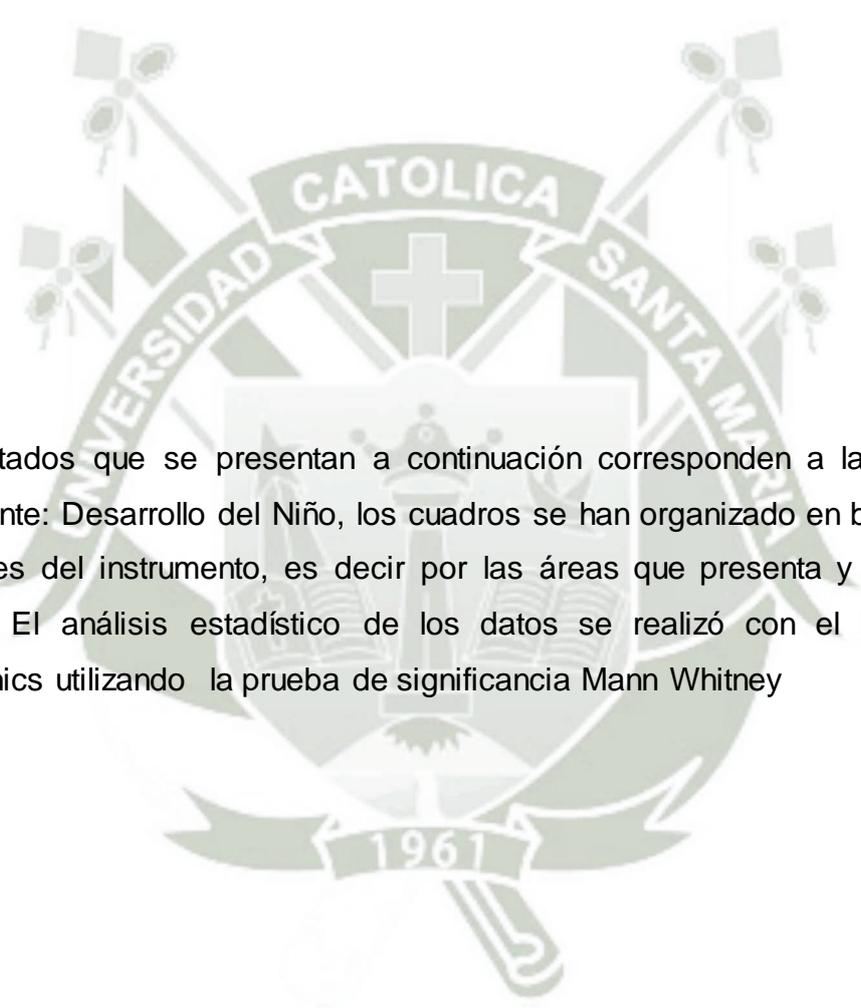 CATOLICA
UNIVERSIDAD
SANTA MARIA
tados que se presentan a continuación corresponden a la
nte: Desarrollo del Niño, los cuadros se han organizado en b
es del instrumento, es decir por las áreas que presenta y
El análisis estadístico de los datos se realizó con el
nics utilizando la prueba de significancia Mann Whitney
1961